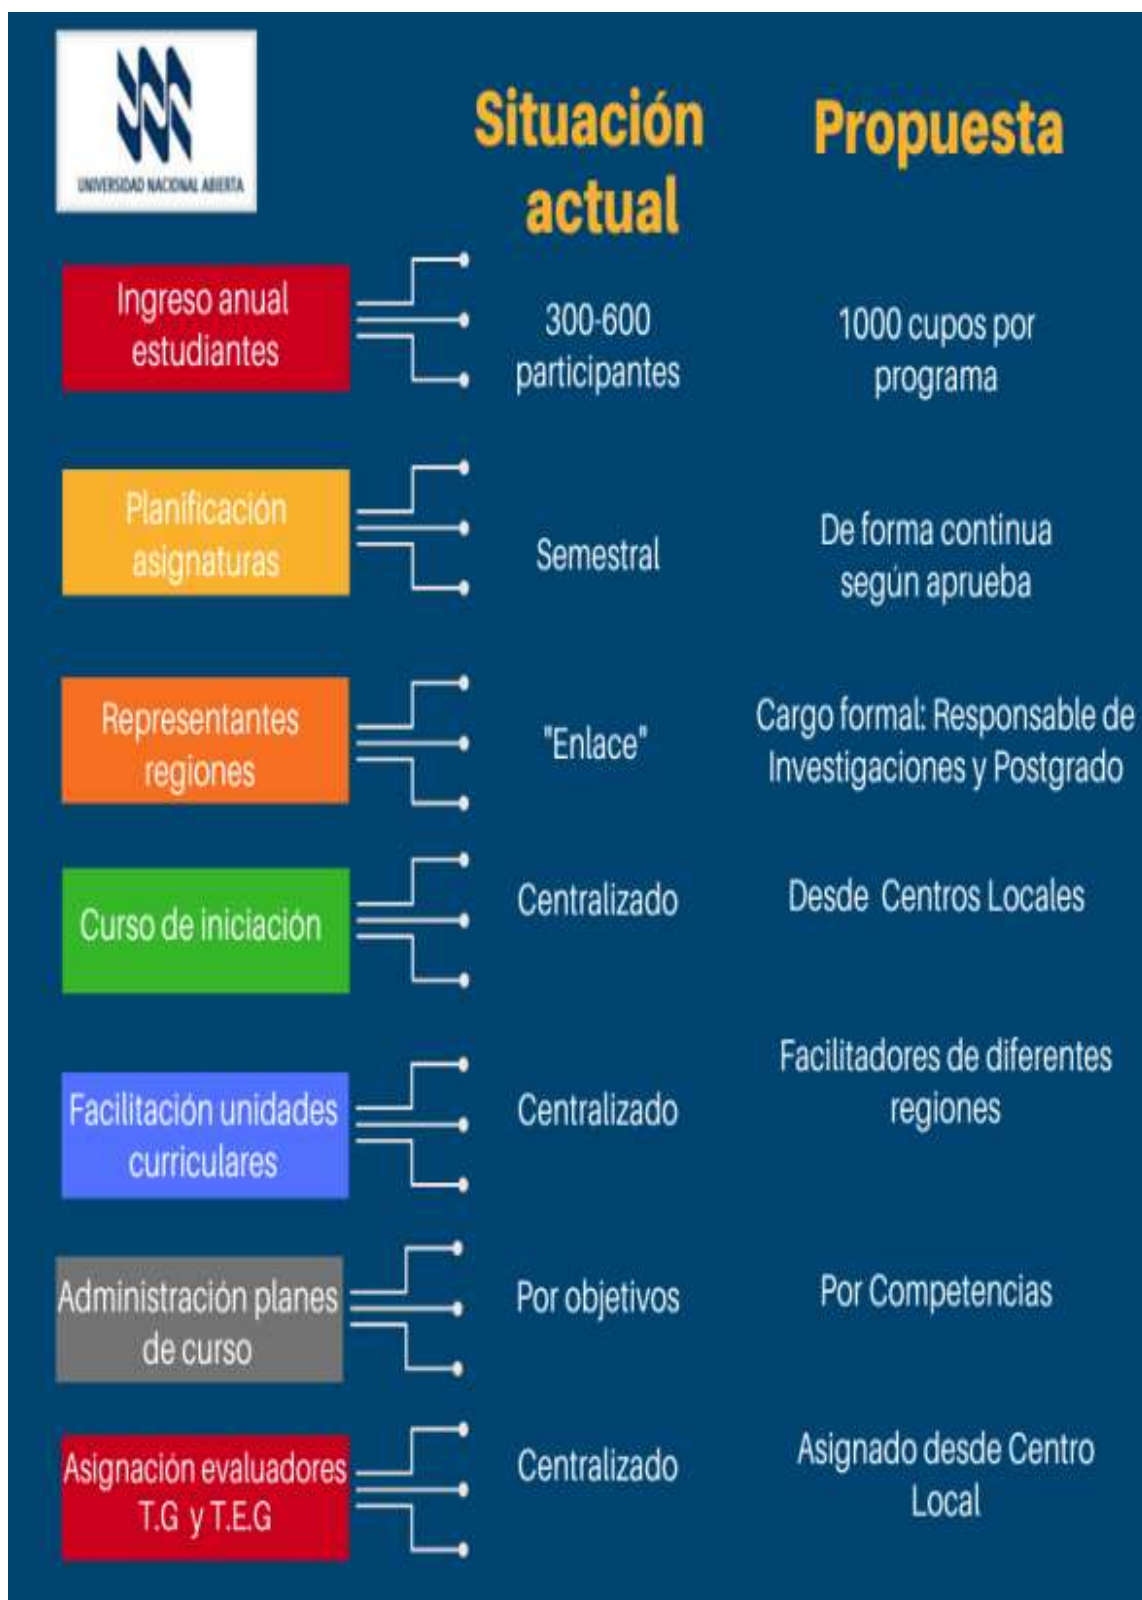 UNIVERSIDAD NACIONAL ABIERTA
Situación
actual
Propuesta
Ingreso anual
estudiantes
300-600
participantes
1000 cupos por
programa
Planificación
asignaturas
Semestral
De forma continua
según aprueba
Representantes
regiones
"Enlace"
Cargo formal: Responsable de
Investigaciones y Postgrado
Curso de iniciación
Centralizado
Desde Centros Locales
Facilitación unidades
curriculares
Centralizado
Facilitadores de diferentes
regiones
Administración planes
de curso
Por objetivos
Por Competencias
Asignación evaluadores
T.G y T.E.G
Centralizado
Asignado desde Centro
Local